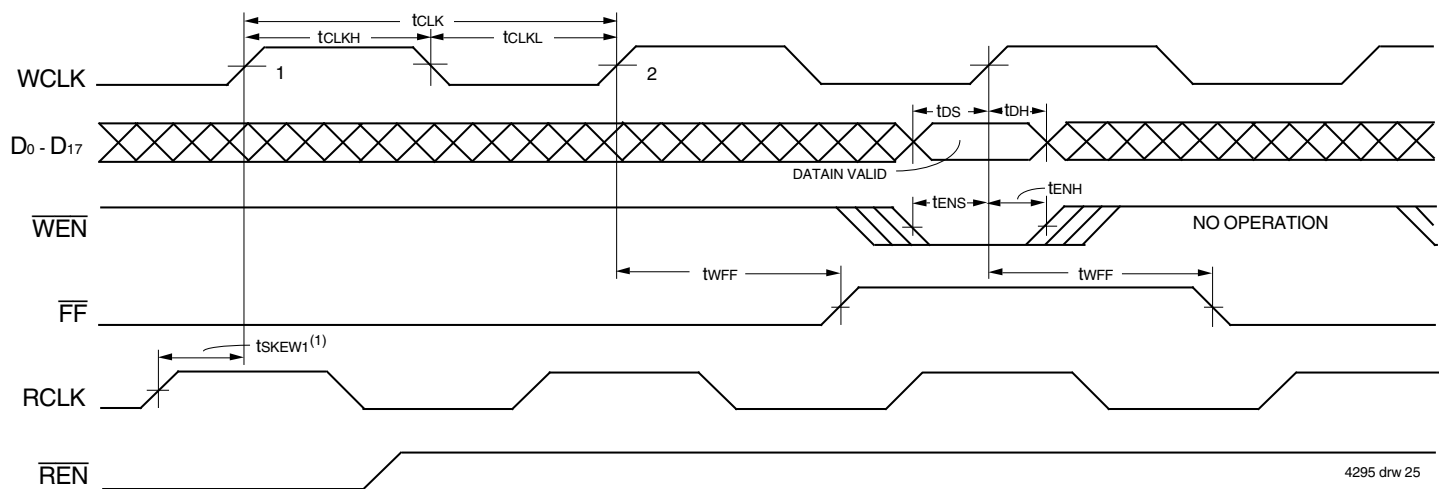 tCLK
tCLKH
tCLKL
WCLK
1
2
tDS
tDH
D0 - D17
DATAIN VALID
tENS
tENH
WEN
NO OPERATION
tWFF
tWFF
FF
tSKEW1(1)
RCLK
REN
4295 drw 25